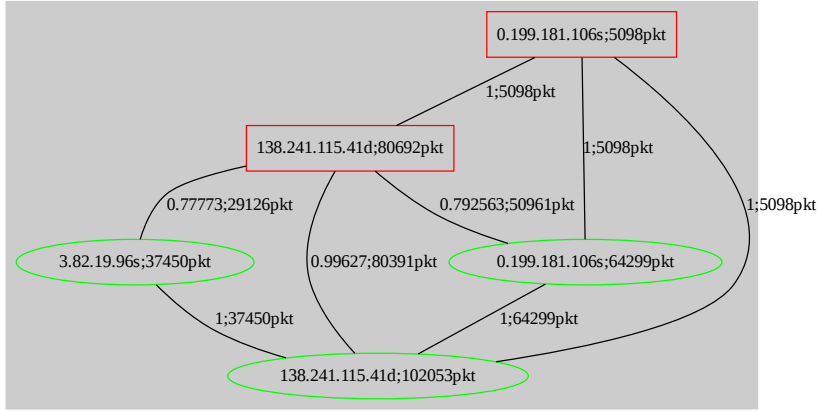 0.199.181.106s;5098pkt
1;5098pkt
138.241.115.41d;80692pkt
1;5098pkt
0.77773;29126pkt
0.792563;50961pkt
1;5098pkt
3.82.19.96s;37450pkt
0.99627;80391pkt
0.199.181.106s;64299pkt
1;37450pkt
1;64299pkt
138.241.115.41d;102053pkt